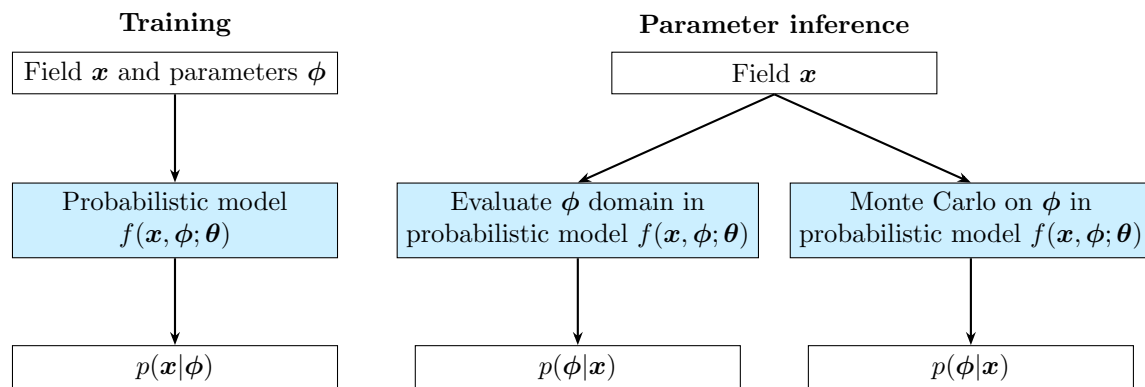 Training
Field 𝒙 and parameters ϕ
Probabilistic model
f(𝒙, ϕ; θ)
p(𝒙|ϕ)
Parameter inference
Field 𝒙
Evaluate ϕ domain in
probabilistic model f(𝒙, ϕ; θ)
p(ϕ|𝒙)
Monte Carlo on ϕ in
probabilistic model f(𝒙, ϕ; θ)
p(ϕ|𝒙)